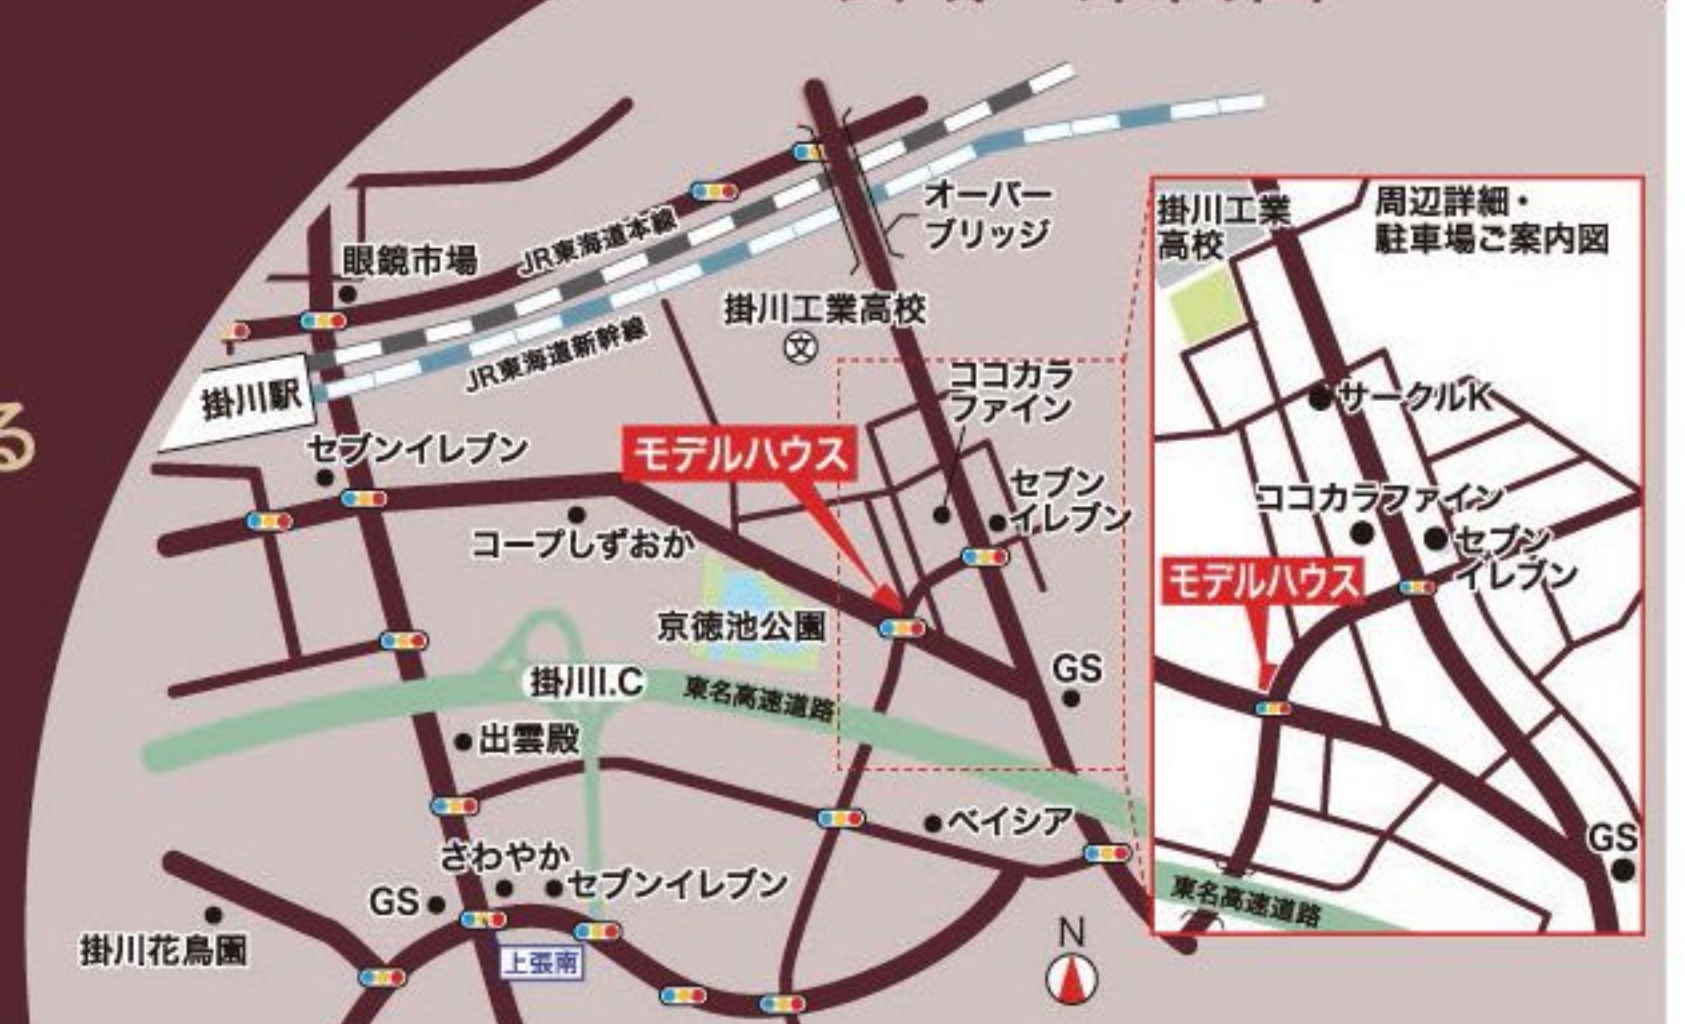 る
眼鏡市場
JR東海道本線
JR東海道新幹線
オーバー
ブリッジ
掛川工業高校
文
掛川駅
セブンイレブン
ココカラ
ファイン
モデルハウス
セブン
イレブン
コープしずおか
京徳池公園
掛川I.C
東名高速道路
GS
出雲殿
ベイシア
さわやか
GS
セブンイレブン
掛川花鳥園
上張南
N
掛川工業
高校
周辺詳細・
駐車場ご案内図
サークルK
ココカラファイン
セブン
イレブン
モデルハウス
GS
東名高速道路